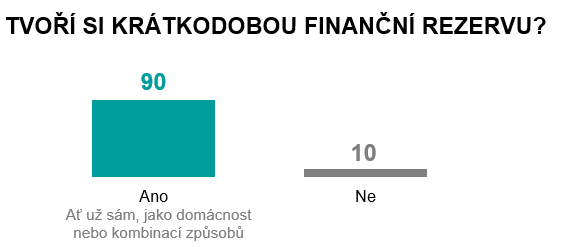 TVOŘÍ SI KRÁTKODOBOU FINANČNÍ REZERVU?
90
10
Ano
Ne
Ať už sám, jako domácnost
nebo kombinací způsobů